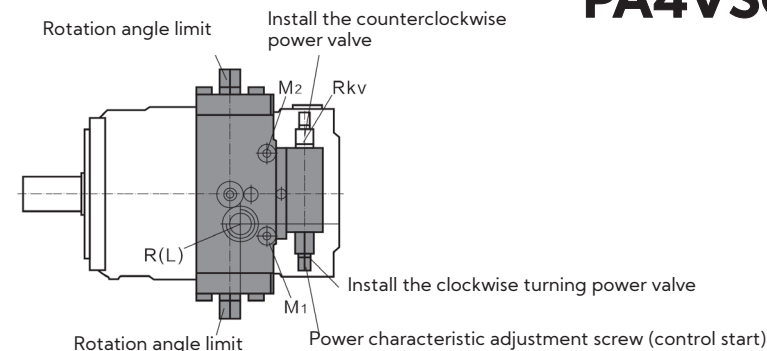 PA4VS
Rotation angle limit
Install the counterclockwise
power valve
M2
Rkv
R(L)
M1
Install the clockwise turning power valve
Power characteristic adjustment screw (control start)
Rotation angle limit